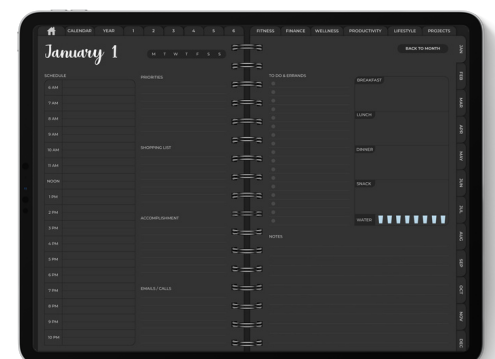 CALENDAR YEAR 1 2 3 4 5 6 FITNESS FINANCE WELLNESS PRODUCTIVITY LIFESTYLE PROJECTS
January 1
M T W T F S S
BACK TO MONTH
SCHEDULE
6 AM
7 AM
8 AM
9 AM
10 AM
11 AM
NOON
1 PM
2 PM
3 PM
4 PM
5 PM
6 PM
7 PM
8 PM
9 PM
10 PM
PRIORITIES
SHOPPING LIST
ACCOMPLISHMENT
EMAILS / CALLS
TO DO & ERRANDS
NOTES
BREAKFAST
LUNCH
DINNER
SNACK
WATER
JAN
FEB
MAR
APR
MAY
JUN
JUL
AUG
SEP
OCT
NOV
DEC